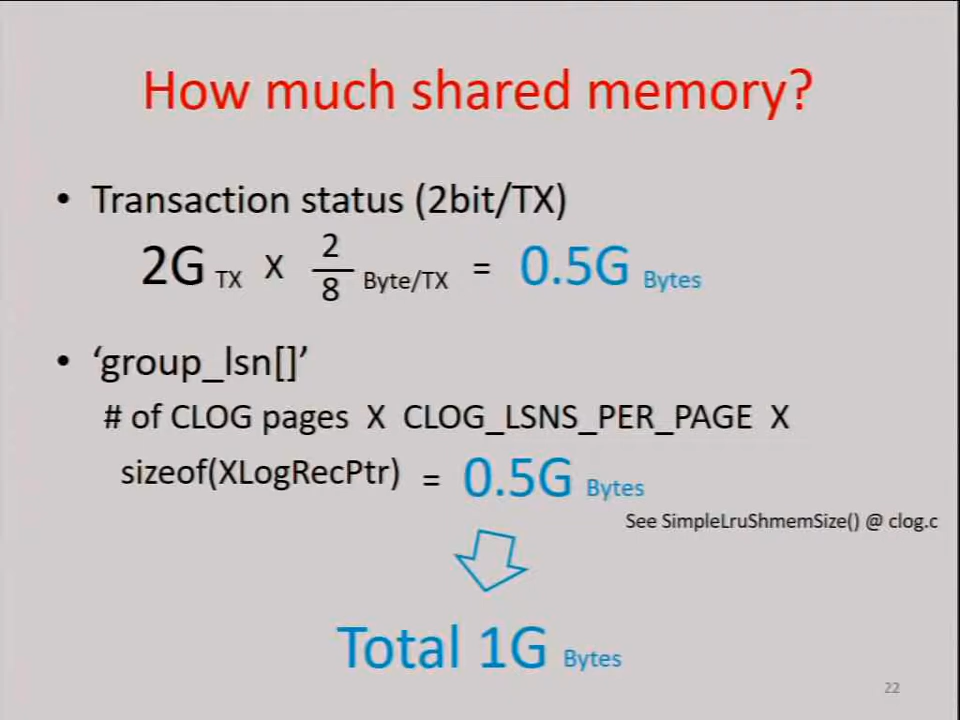 How much shared memory?
• Transaction status (2bit/TX)
2G TX X 2/8 Byte/TX = 0.5G Bytes
• ‘group_lsn[]’
# of CLOG pages X CLOG_LSNS_PER_PAGE X
sizeof(XLogRecPtr) = 0.5G Bytes
See SimpleLruShmemSize() @ clog.c
Total 1G Bytes
22